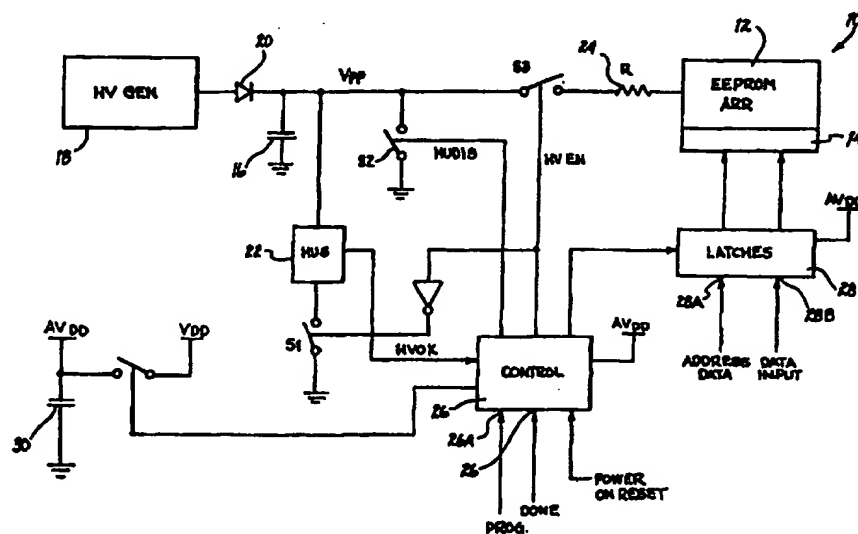 10
20
12
HV GEN
VPP
S3
24
R
EEPROM
ARR
18
16
S2
HVDIS
HV EN
14
AVDD
22
HVS
LATCHES
28
28A
28B
AVDD
VDD
S1
HVOK
AVDD
CONTROL
ADDRESS
DATA
DATA
INPUT
30
26
26A
26
POWER
ON RESET
DONE
PROG.